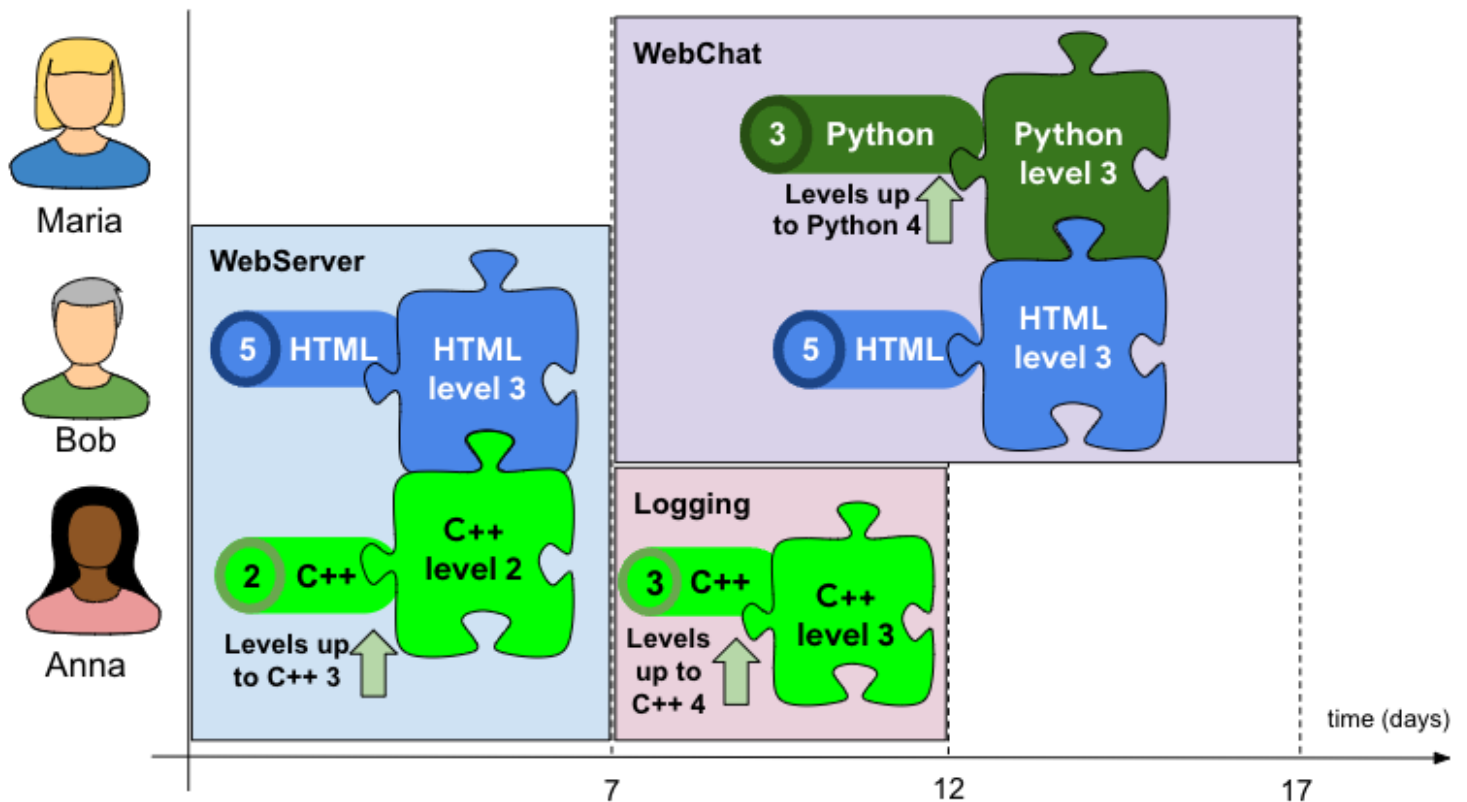 Maria
Bob
Anna
WebServer
5 HTML
HTML
level 3
2 C++
C++
level 2
Levels up
to C++ 3
WebChat
3 Python
Python
level 3
Levels up
to Python 4
5 HTML
HTML
level 3
Logging
3 C++
C++
level 3
Levels
up to
C++ 4
time (days)
7
12
17